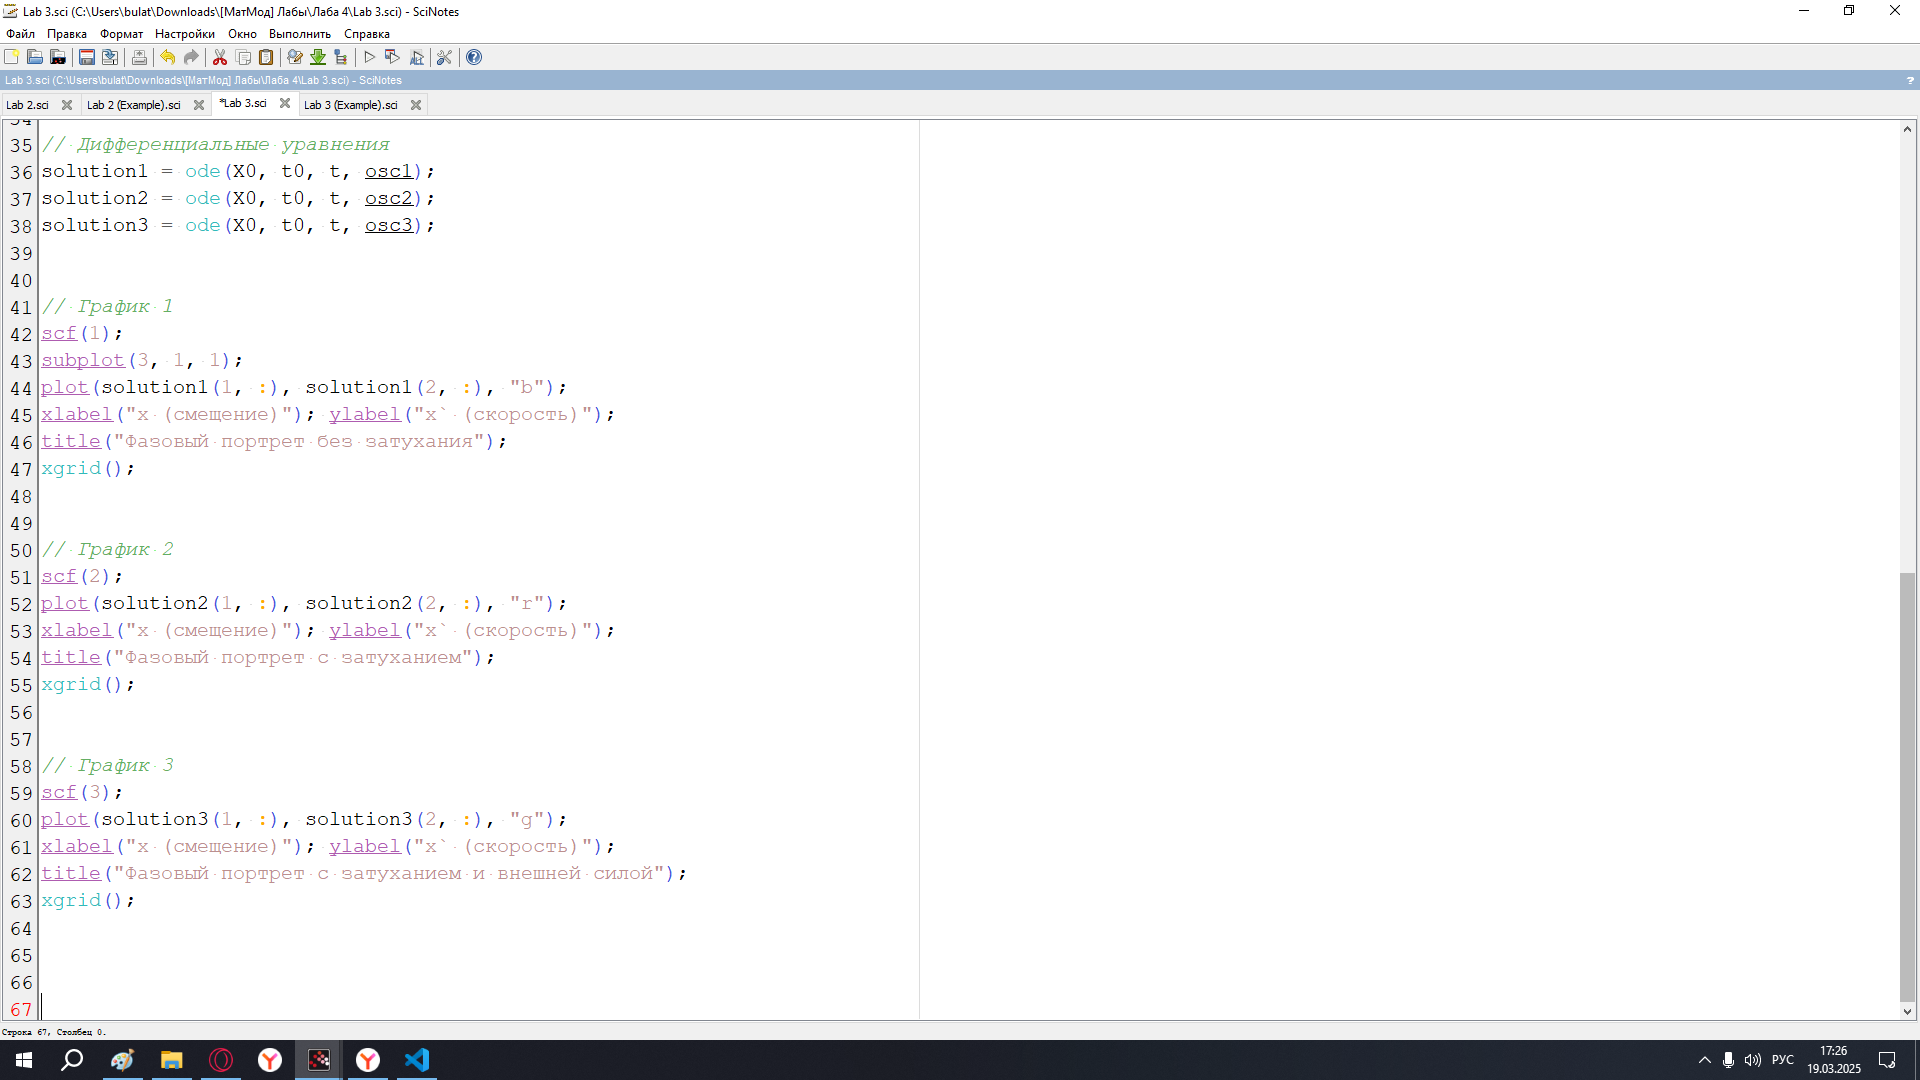 Lab 3.sci (C:\Users\bulat\Downloads\[МатМод] Лабы\Лаба 4\Lab 3.sci) - SciNotes
Файл Правка Формат Настройки Окно Выполнить Справка
Lab 3.sci (C:\Users\bulat\Downloads\[МатМод] Лабы\Лаба 4\Lab 3.sci) - SciNotes ?
Lab 2.sci Lab 2 (Example).sci *Lab 3.sci Lab 3 (Example).sci
34
35 // Дифференциальные уравнения
36 solution1 = ode(X0, t0, t, osc1);
37 solution2 = ode(X0, t0, t, osc2);
38 solution3 = ode(X0, t0, t, osc3);
39
40
41 // График 1
42 scf(1);
43 subplot(3, 1, 1);
44 plot(solution1(1, :), solution1(2, :), "b");
45 xlabel("x (смещение)"); ylabel("x` (скорость)");
46 title("Фазовый портрет без затухания");
47 xgrid();
48
49
50 // График 2
51 scf(2);
52 plot(solution2(1, :), solution2(2, :), "r");
53 xlabel("x (смещение)"); ylabel("x` (скорость)");
54 title("Фазовый портрет с затуханием");
55 xgrid();
56
57
58 // График 3
59 scf(3);
60 plot(solution3(1, :), solution3(2, :), "g");
61 xlabel("x (смещение)"); ylabel("x` (скорость)");
62 title("Фазовый портрет с затуханием и внешней силой");
63 xgrid();
64
65
66
67
Строка 67, Столбец 0.
РУС
17:26
19.03.2025